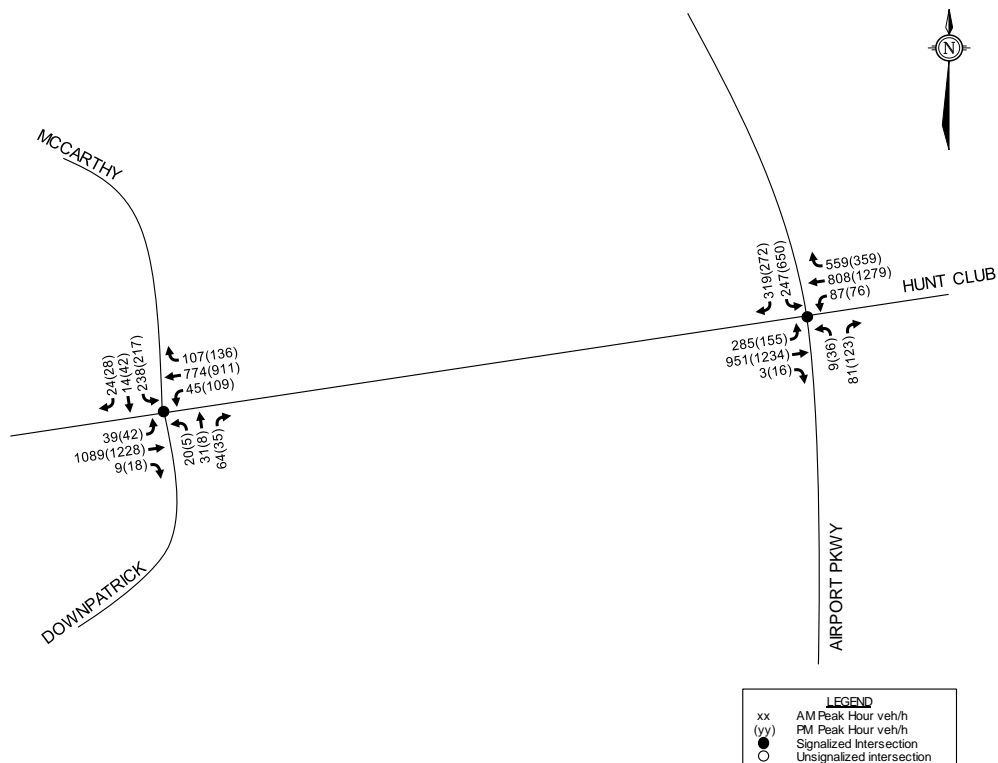 N
MCCARTHY
HUNT CLUB
319(272)
247(650)
559(359)
808(1279)
87(76)
285(155)
951(1234)
3(16)
9(36)
81(123)
24(28)
14(42)
238(217)
107(136)
774(911)
45(109)
39(42)
1089(1228)
9(18)
20(5)
31(8)
64(35)
DOWNPATRICK
AIRPORT PKWY
LEGEND
xx AM Peak Hour veh/h
(yy) PM Peak Hour veh/h
Signalized Intersection
Unsignalized intersection